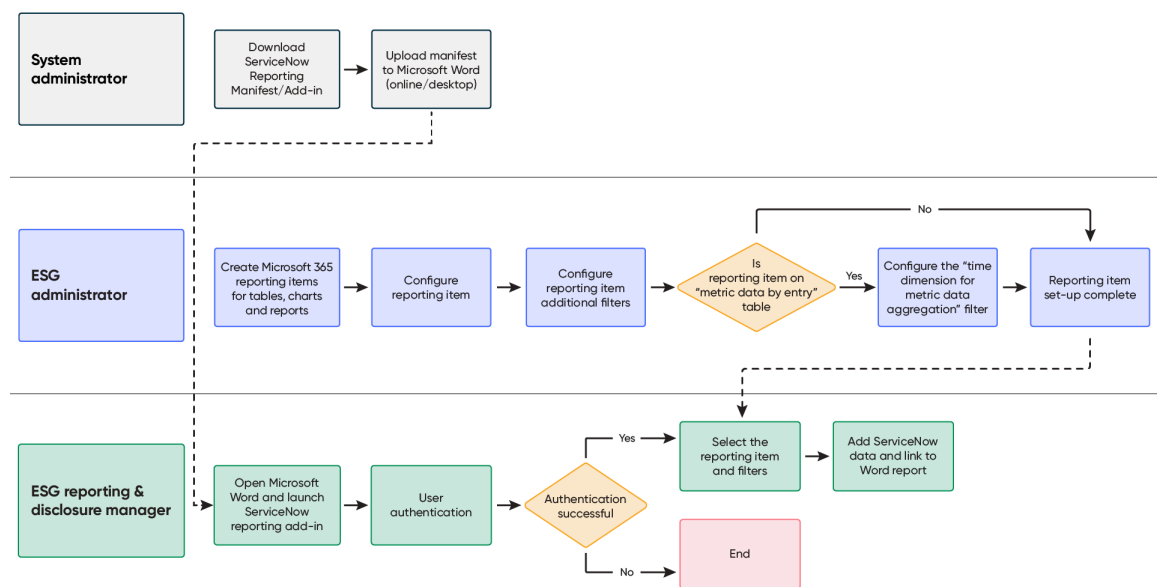 System
administrator
Download
ServiceNow
Reporting
Manifest/Add-in
Upload manifest
to Microsoft Word
(online/desktop)
ESG
administrator
Create Microsoft 365
reporting items
for tables, charts
and reports
Configure
reporting item
Configure
reporting item
additional filters
Is
reporting item on
“metric data by entry”
table
No
Yes
Configure the “time
dimension for
metric data
aggregation” filter
Reporting item
set-up complete
ESG reporting &
disclosure manager
Open Microsoft
Word and launch
ServiceNow
reporting add-in
User
authentication
Authentication
successful
Yes
No
Select the
reporting item
and filters
Add ServiceNow
data and link to
Word report
End